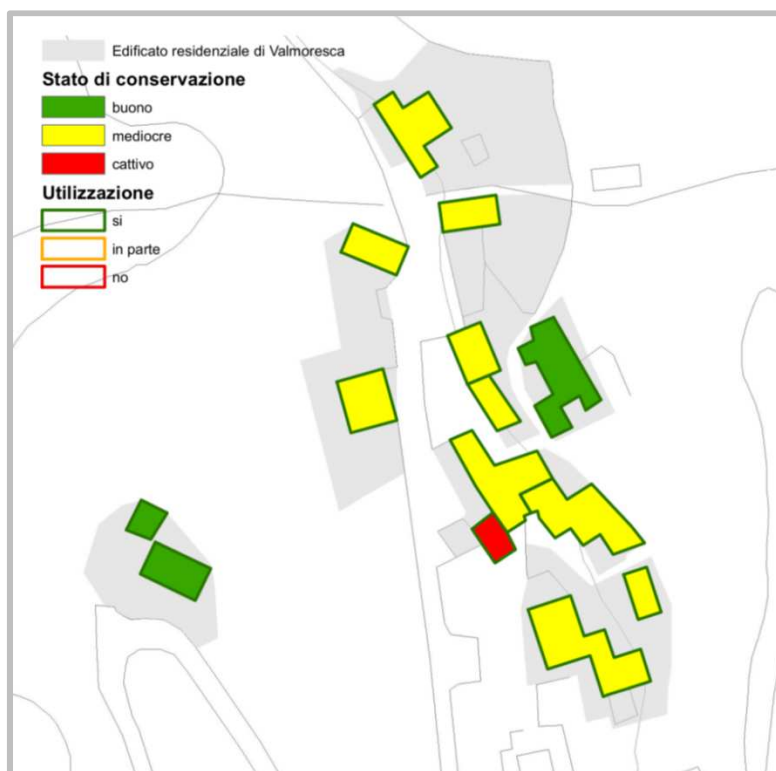 Edificato residenziale di Valmoresca
Stato di conservazione
buono
mediocre
cattivo
Utilizzazione
si
in parte
no